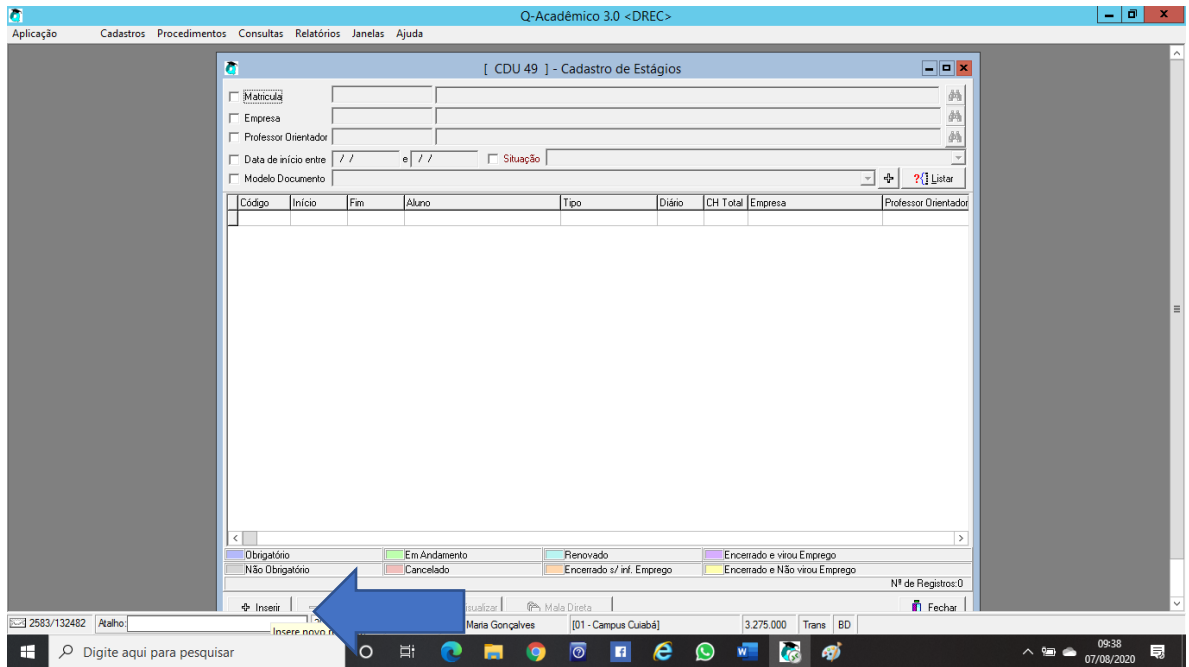 Q-Acadêmico 3.0 <DREC>
Aplicação Cadastros Procedimentos Consultas Relatórios Janelas Ajuda
[ CDU 49 ] - Cadastro de Estágios
Matrícula
Empresa
Professor Orientador
Data de início entre / / e / / Situação
Modelo Documento ?{] Listar
Código Início Fim Aluno Tipo Diário CH Total Empresa Professor Orientador
Obrigatório Em Andamento Renovado Encerrado e virou Emprego
Não Obrigatório Cancelado Encerrado s/ inf. Emprego Encerrado e Não virou Emprego
Nº de Registros:0
Inserir Mala Direta Fechar
2583/132482 Atalho: Maria Gonçalves [01 - Campus Cuiabá] 3.275.000 Trans BD
Insere novo
Digite aqui para pesquisar
09:38
07/08/2020